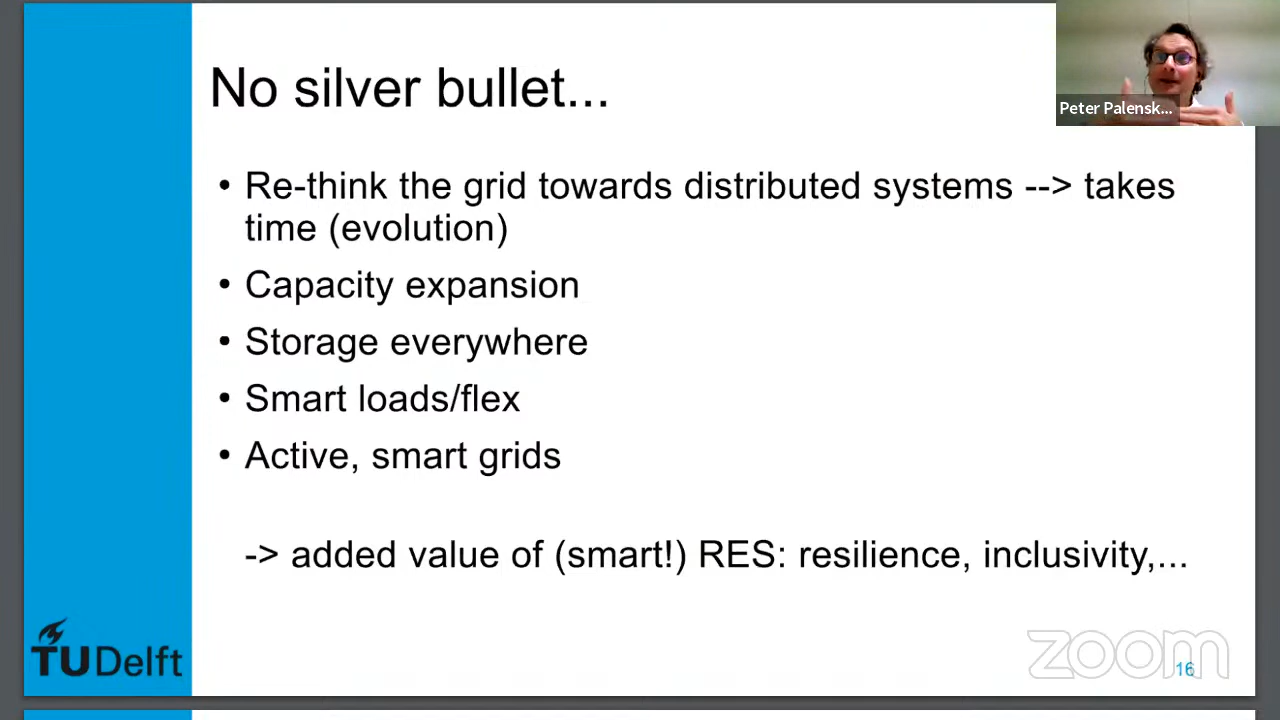 No silver bullet...
Peter Palensk...
• Re-think the grid towards distributed systems --> takes
time (evolution)
• Capacity expansion
• Storage everywhere
• Smart loads/flex
• Active, smart grids
-> added value of (smart!) RES: resilience, inclusivity,...
TUDelft
zoom
16